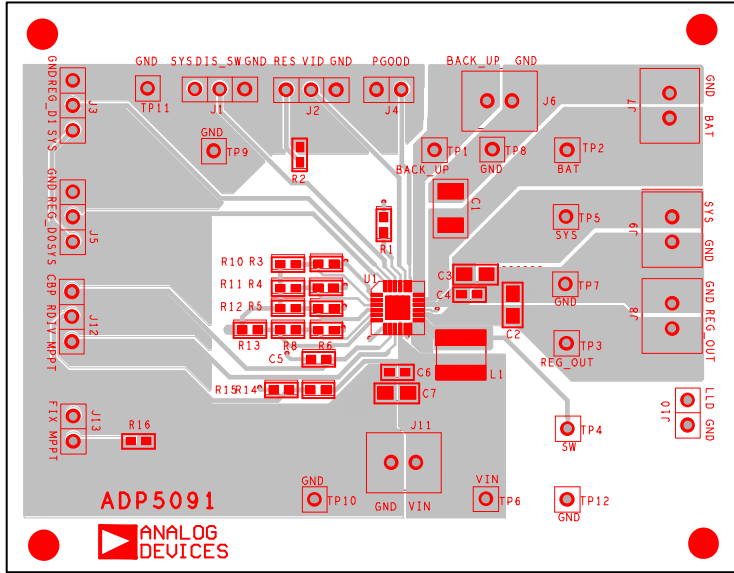 GND SYS DIS_SW GND RES VID GND PGOOD BACK_UP GND
GND REG_D1 SYS
J3
TP11
J1
J2
J4
J6
J7
GND
BAT
GND
TP9
R2
TP1
BACK_UP
TP8
GND
TP2
BAT
GND REG_DO SYS
J5
R1
C1
TP5
SYS
J9
SYS
GND
R10 R3
R11 R4
R12 R5
R13 R8 R6
U1
C3
C4
C2
TP7
GND
CBP RDIV_MPPT
J12
C5
J8
GND REG_OUT
TP3
REG_OUT
L1
R15 R14
C6
C7
FIX MPPT
J13
R16
J11
GND VIN
TP4
SW
J10
LLD GND
GND
TP10
VIN
TP6
TP12
GND
ADP5091
ANALOG
DEVICES